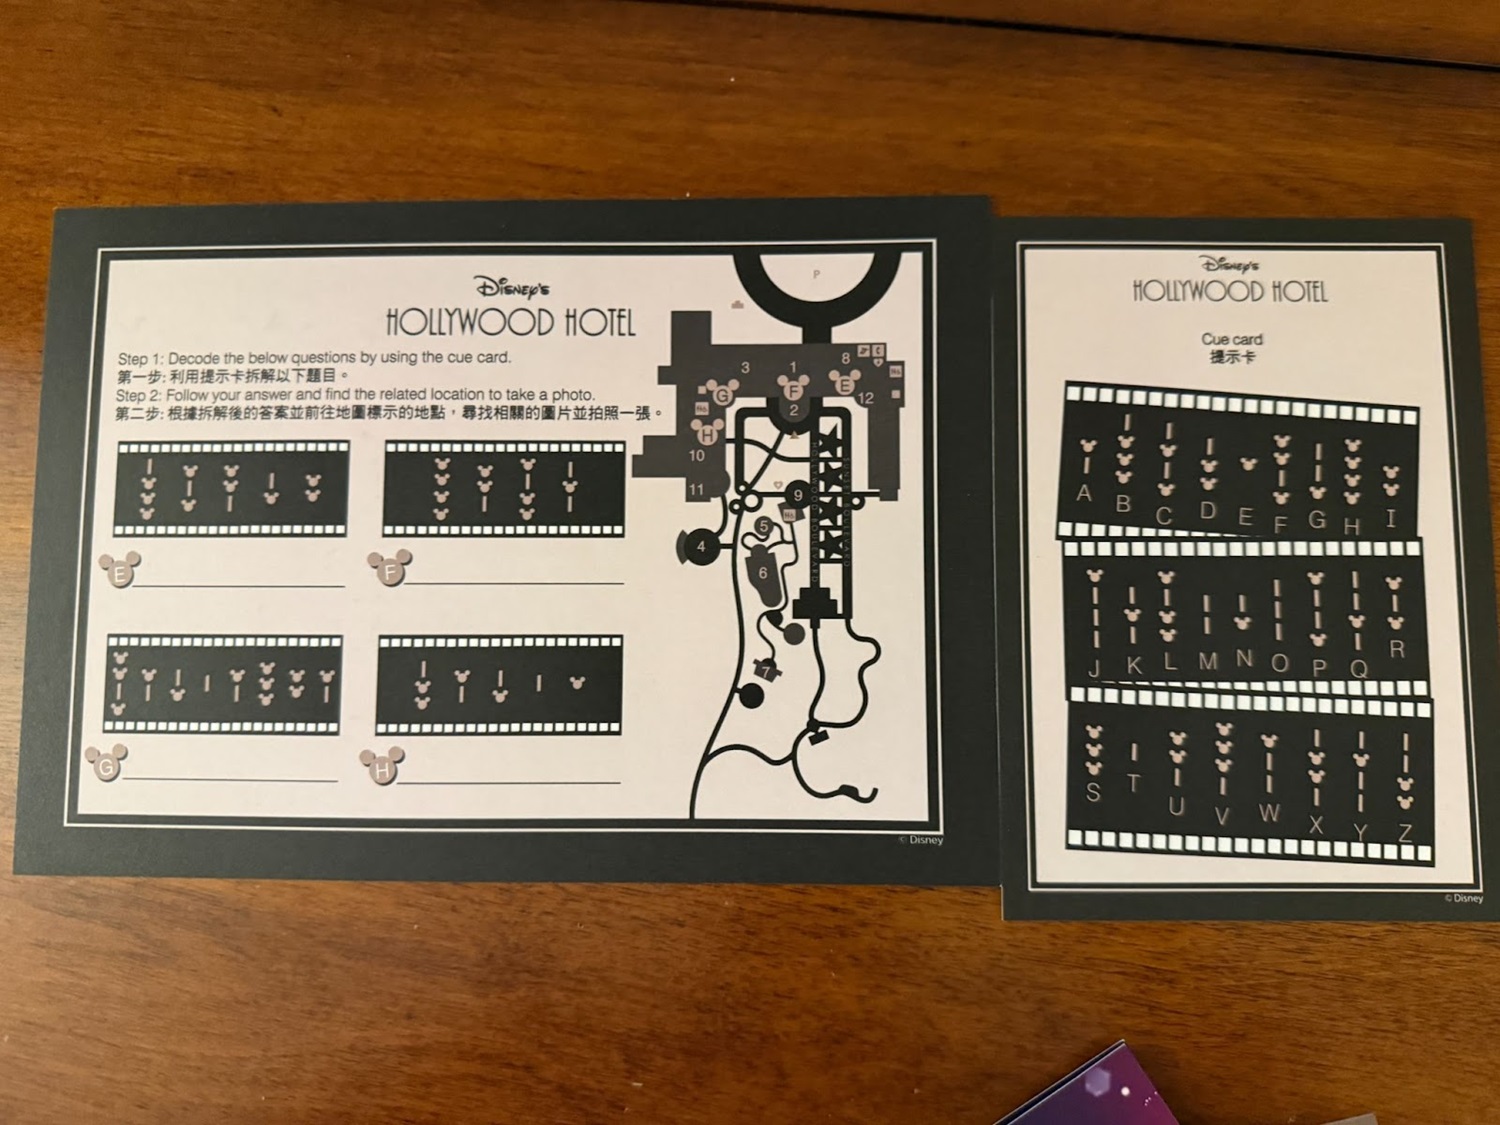 Disney's
HOLLYWOOD HOTEL
Step 1: Decode the below questions by using the cue card.
第一步: 利用提示卡拆解以下題目。
Step 2: Follow your answer and find the related location to take a photo.
第二步: 根據拆解後的答案並前往地圖標示的地點，尋找相關的圖片並拍照一張。
E
F
G
H
P
3
1
8
G
F
E
2
12
H
10
11
9
4
5
6
7
HOLLYWOOD BOULEVARD
SUNSET BOULEVARD
© Disney
Disney's
HOLLYWOOD HOTEL
Cue card
提示卡
A B C D E F G H I
J K L M N O P Q R
S T U V W X Y Z
© Disney